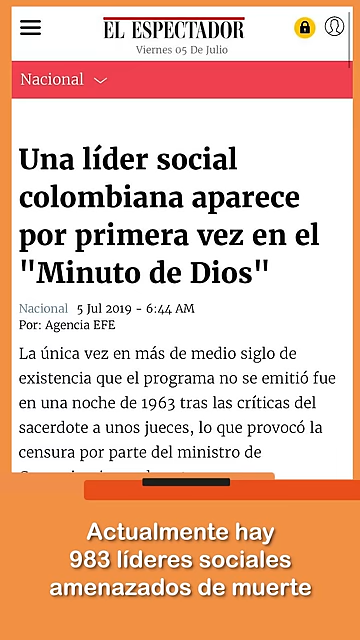 EL ESPECTADOR
Viernes 05 De Julio
Nacional
Una líder social
colombiana aparece
por primera vez en el
"Minuto de Dios"
Nacional 5 Jul 2019 - 6:44 AM
Por: Agencia EFE
La única vez en más de medio siglo de
existencia que el programa no se emitió fue
en una noche de 1963 tras las críticas del
sacerdote a unos jueces, lo que provocó la
censura por parte del ministro de
Actualmente hay
983 líderes sociales
amenazados de muerte